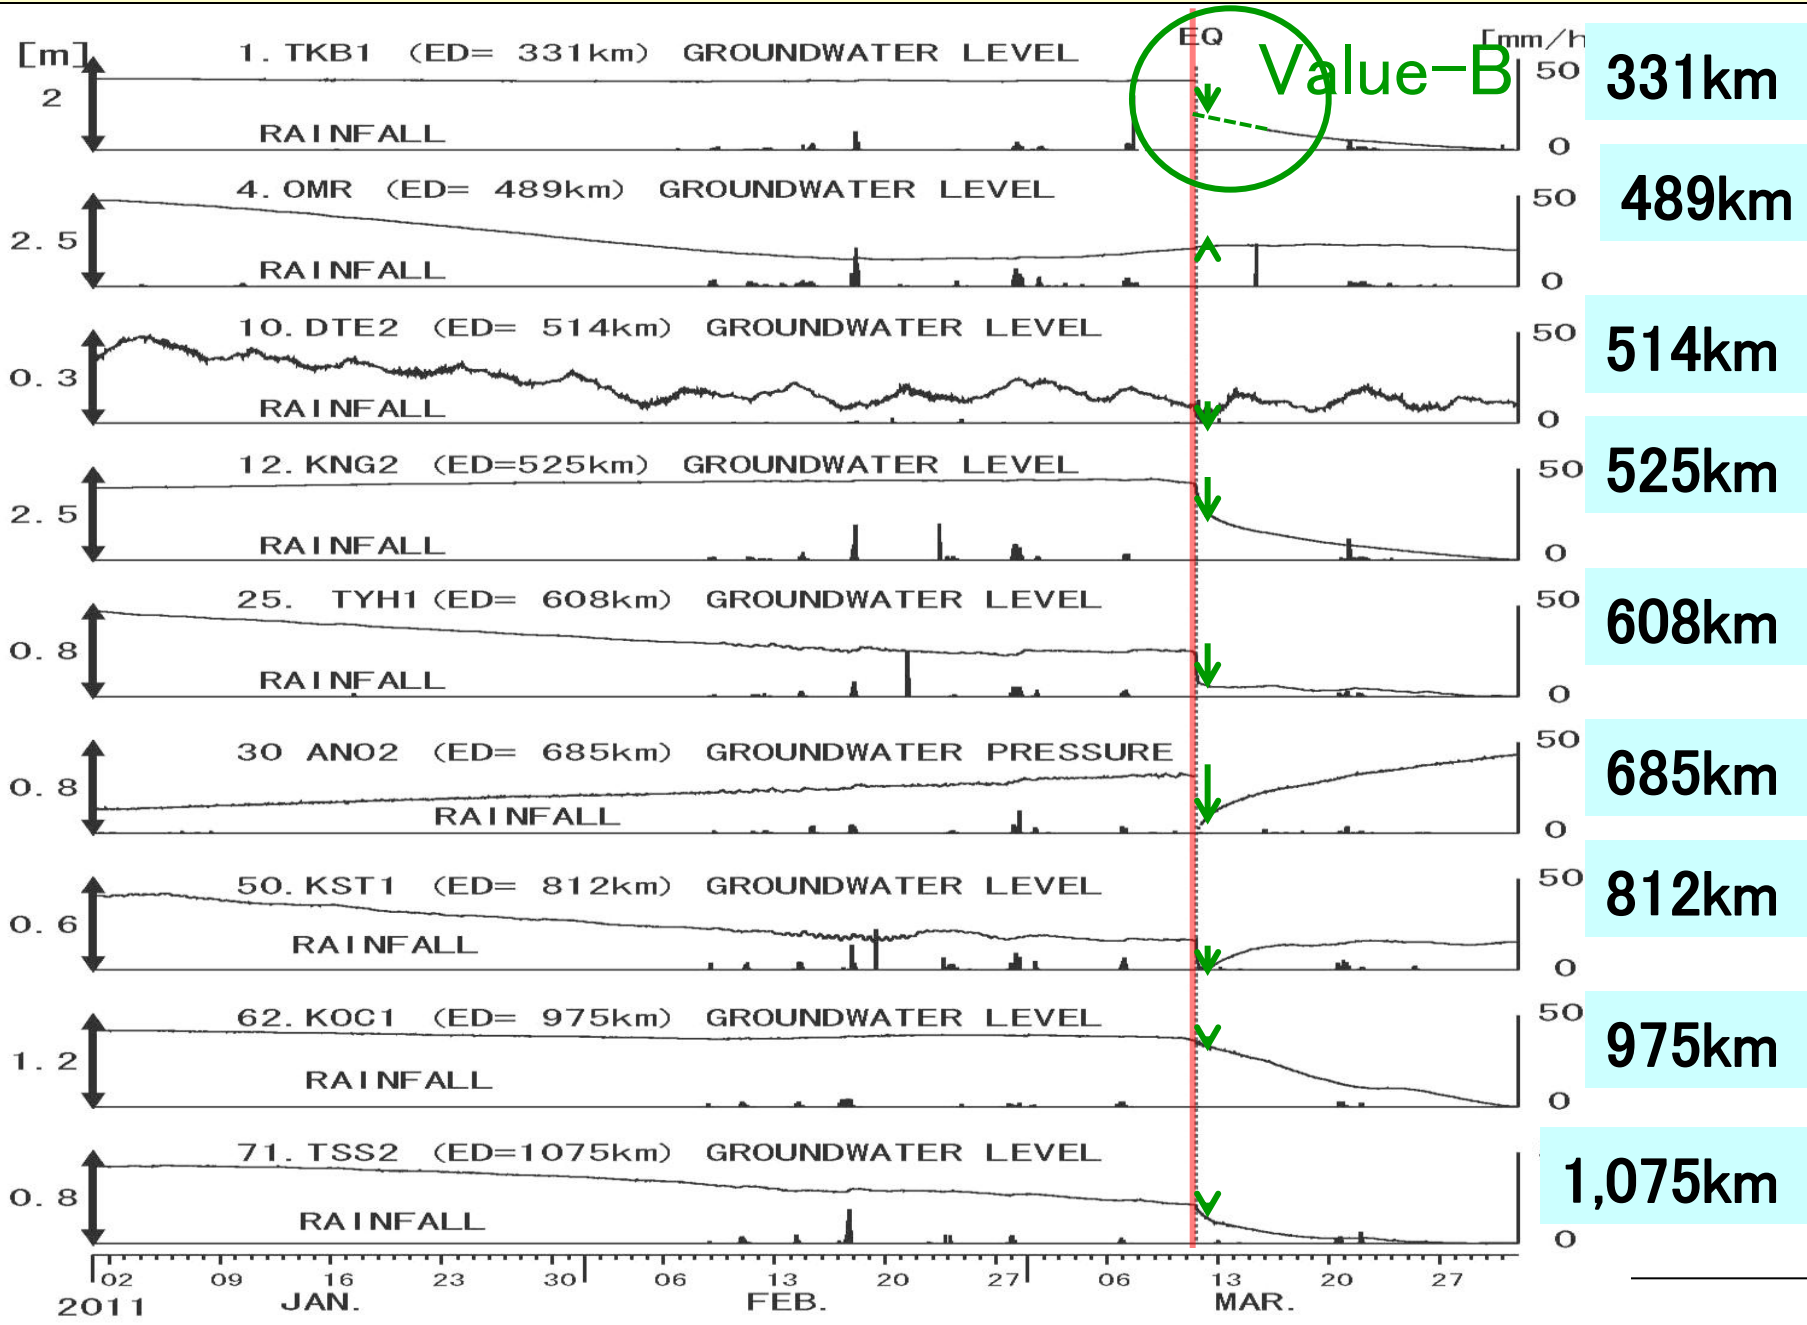 [m] 1. TKB1 (ED= 331km) GROUNDWATER LEVEL EQ Value-B [mm/h 331km
2 50
RAINFALL 0
4. OMR (ED= 489km) GROUNDWATER LEVEL 50 489km
2.5
RAINFALL 0
10. DTE2 (ED= 514km) GROUNDWATER LEVEL 50 514km
0.3
RAINFALL 0
12. KNG2 (ED=525km) GROUNDWATER LEVEL 50 525km
2.5
RAINFALL 0
25. TYH1 (ED= 608km) GROUNDWATER LEVEL 50 608km
0.8
RAINFALL 0
30 ANO2 (ED= 685km) GROUNDWATER PRESSURE 50 685km
0.8
RAINFALL 0
50. KST1 (ED= 812km) GROUNDWATER LEVEL 50 812km
0.6
RAINFALL 0
62. KOC1 (ED= 975km) GROUNDWATER LEVEL 50 975km
1.2
RAINFALL 0
71. TSS2 (ED=1075km) GROUNDWATER LEVEL 1,075km
0.8
RAINFALL 0
02 09 16 23 30 06 13 20 27 06 13 20 27
2011 JAN. FEB. MAR.